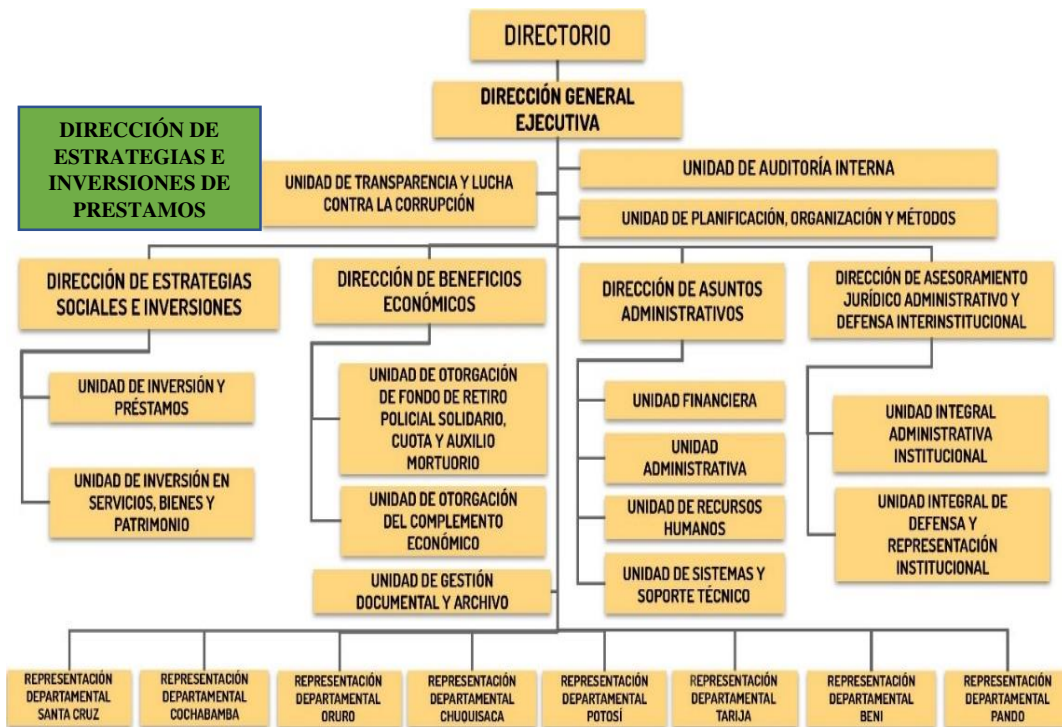 DIRECTORIO
DIRECCIÓN GENERAL
EJECUTIVA
DIRECCIÓN DE
ESTRATEGIAS E
INVERSIONES DE
PRESTAMOS
UNIDAD DE TRANSPARENCIA Y LUCHA
CONTRA LA CORRUPCIÓN
UNIDAD DE AUDITORÍA INTERNA
UNIDAD DE PLANIFICACIÓN, ORGANIZACIÓN Y MÉTODOS
DIRECCIÓN DE ESTRATEGIAS
SOCIALES E INVERSIONES
DIRECCIÓN DE BENEFICIOS
ECONÓMICOS
DIRECCIÓN DE ASUNTOS
ADMINISTRATIVOS
DIRECCIÓN DE ASESORAMIENTO
JURÍDICO ADMINISTRATIVO Y
DEFENSA INTERINSTITUCIONAL
UNIDAD DE INVERSIÓN Y
PRÉSTAMOS
UNIDAD DE INVERSIÓN EN
SERVICIOS, BIENES Y
PATRIMONIO
UNIDAD DE OTORGACIÓN
DE FONDO DE RETIRO
POLICIAL SOLIDARIO,
CUOTA Y AUXILIO
MORTUORIO
UNIDAD DE OTORGACIÓN
DEL COMPLEMENTO
ECONÓMICO
UNIDAD DE GESTIÓN
DOCUMENTAL Y ARCHIVO
UNIDAD FINANCIERA
UNIDAD
ADMINISTRATIVA
UNIDAD DE RECURSOS
HUMANOS
UNIDAD DE SISTEMAS Y
SOPORTE TÉCNICO
UNIDAD INTEGRAL
ADMINISTRATIVA
INSTITUCIONAL
UNIDAD INTEGRAL DE
DEFENSA Y
REPRESENTACIÓN
INSTITUCIONAL
REPRESENTACIÓN
DEPARTAMENTAL
SANTA CRUZ
REPRESENTACIÓN
DEPARTAMENTAL
COCHABAMBA
REPRESENTACIÓN
DEPARTAMENTAL
ORURO
REPRESENTACIÓN
DEPARTAMENTAL
CHUQUISACA
REPRESENTACIÓN
DEPARTAMENTAL
POTOSÍ
REPRESENTACIÓN
DEPARTAMENTAL
TARIJA
REPRESENTACIÓN
DEPARTAMENTAL
BENI
REPRESENTACIÓN
DEPARTAMENTAL
PANDO